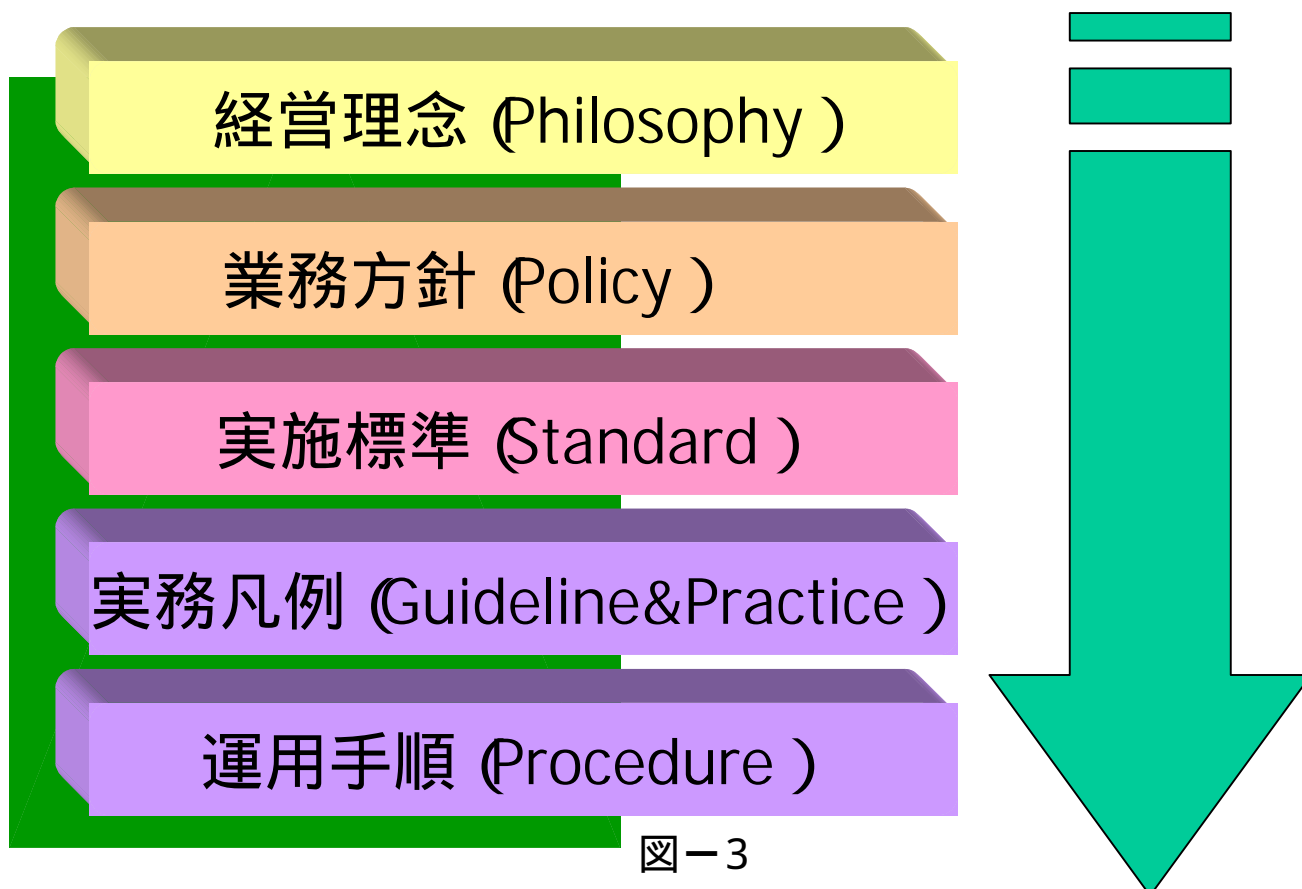 経営理念（Philosophy）
業務方針（Policy）
実施標準（Standard）
実務凡例（Guideline&Practice）
運用手順（Procedure）
図－3